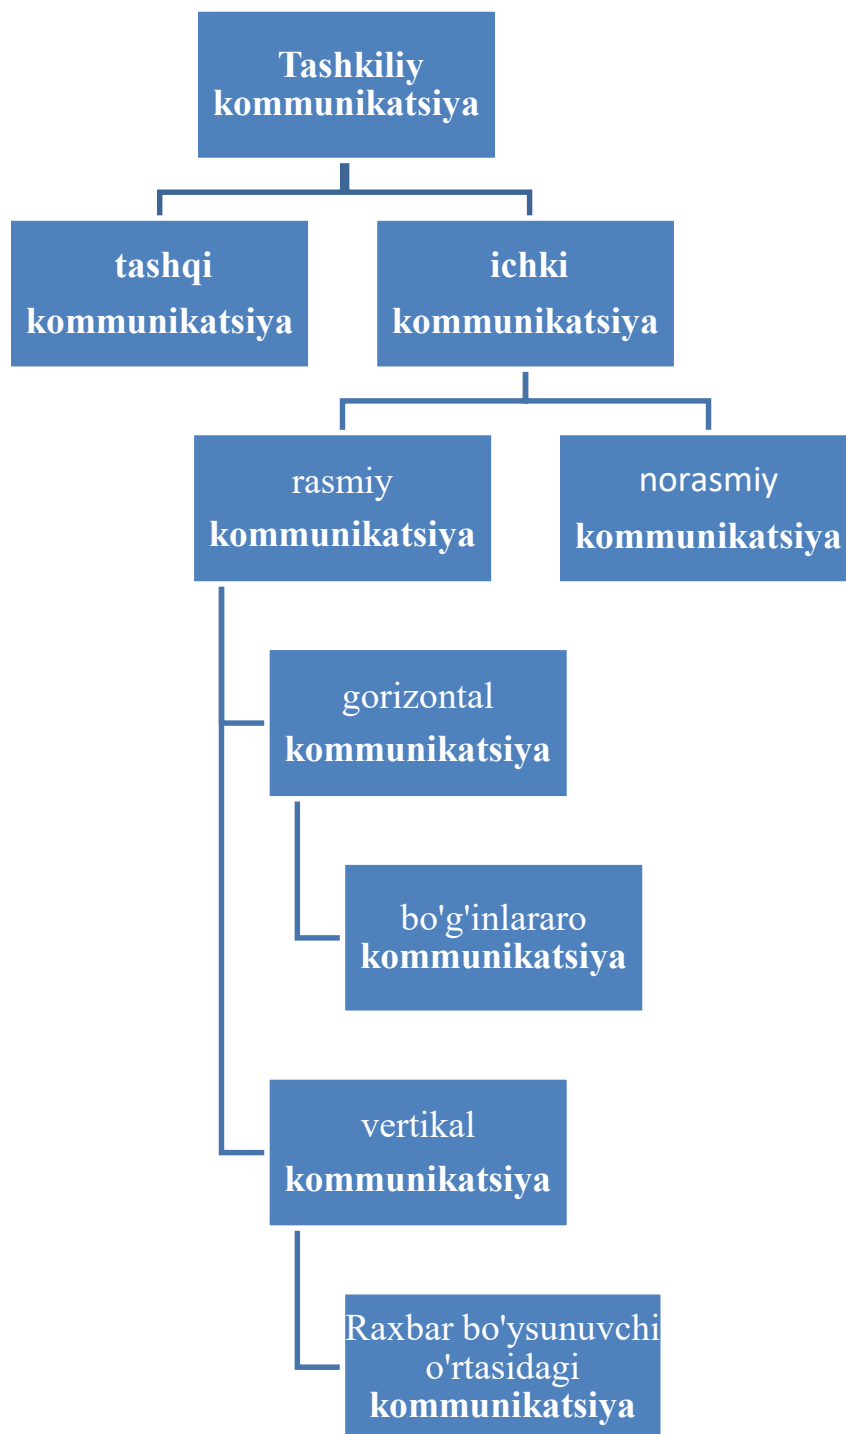 Tashkiliy
kommunikatsiya
tashqi
kommunikatsiya
ichki
kommunikatsiya
rasmiy
kommunikatsiya
norasmiy
kommunikatsiya
gorizontal
kommunikatsiya
bo'g'inlararo
kommunikatsiya
vertikal
kommunikatsiya
Raxbar bo'ysunuvchi
o'rtasidagi
kommunikatsiya